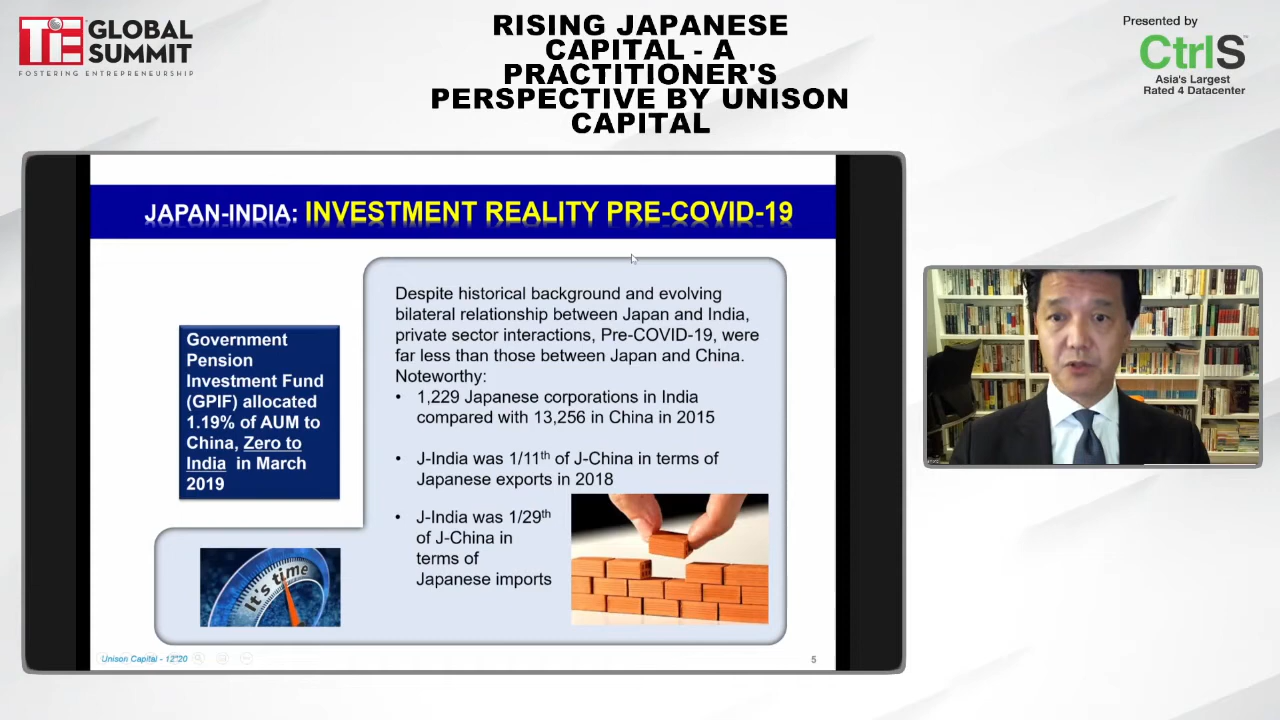 TiE GLOBAL
SUMMIT
FOSTERING ENTREPRENEURSHIP
RISING JAPANESE
CAPITAL - A
PRACTITIONER'S
PERSPECTIVE BY UNISON
CAPITAL
Presented by
CtrlS
Asia's Largest
Rated 4 Datacenter
JAPAN-INDIA: INVESTMENT REALITY PRE-COVID-19
Government
Pension
Investment Fund
(GPIF) allocated
1.19% of AUM to
China, Zero to
India in March
2019
Despite historical background and evolving
bilateral relationship between Japan and India,
private sector interactions, Pre-COVID-19, were
far less than those between Japan and China.
Noteworthy:
• 1,229 Japanese corporations in India
compared with 13,256 in China in 2015
• J-India was 1/11th of J-China in terms of
Japanese exports in 2018
• J-India was 1/29th
of J-China in
terms of
Japanese imports
It's time
Unison Capital - 12"20
5